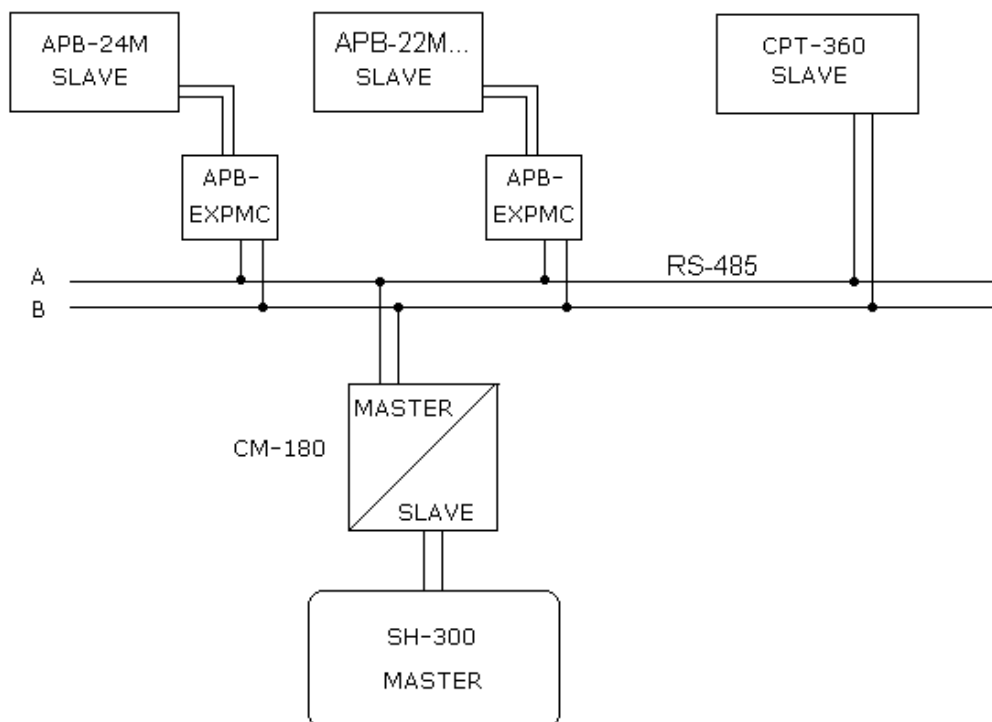 APB-24M
SLAVE
APB-22M...
SLAVE
CPT-360
SLAVE
APB-
EXPMC
APB-
EXPMC
RS-485
A
B
MASTER
CM-180
SLAVE
SH-300
MASTER